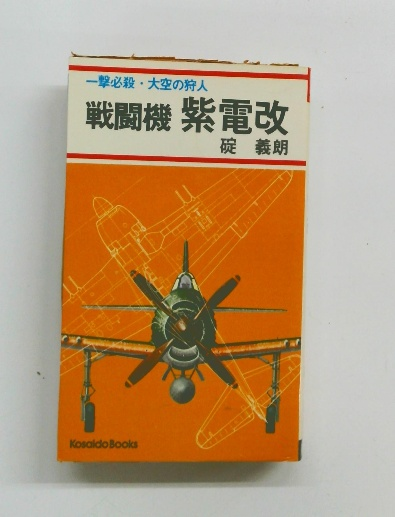 一撃必殺・大空の狩人
戦闘機 紫電改
碇 義朗
Kosaido Books